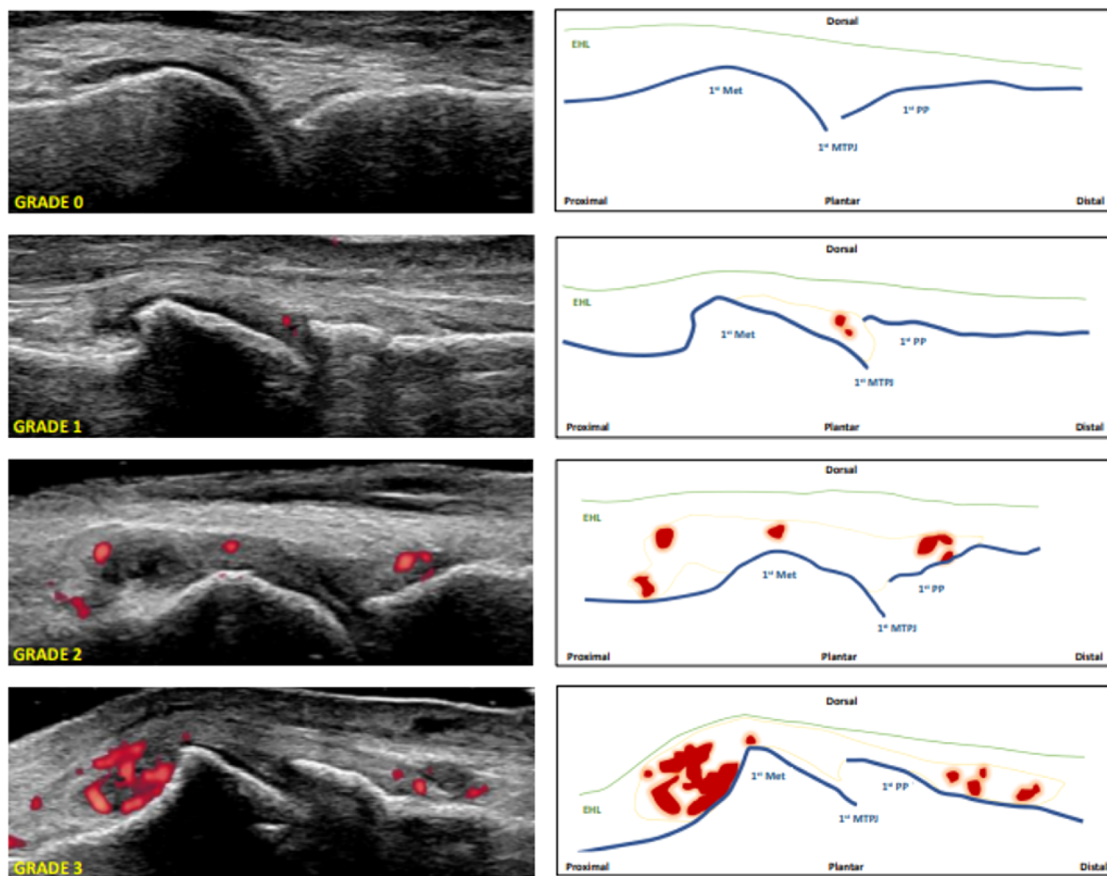 GRADE 0
Dorsal
EHL
1st Met
1st PP
1st MTPJ
Proximal
Plantar
Distal
GRADE 1
Dorsal
EHL
1st Met
1st PP
1st MTPJ
Proximal
Plantar
Distal
GRADE 2
Dorsal
EHL
1st Met
1st PP
1st MTPJ
Proximal
Plantar
Distal
GRADE 3
Dorsal
EHL
1st Met
1st PP
1st MTPJ
Proximal
Plantar
Distal